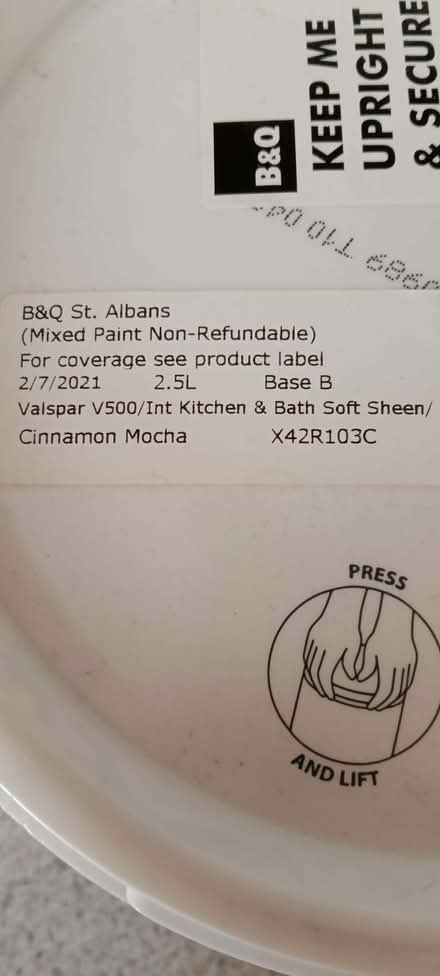 KEEP ME
UPRIGHT
& SECURE
B&Q
B&Q St. Albans
(Mixed Paint Non-Refundable)
For coverage see product label
2/7/2021 2.5L Base B
Valspar V500/Int Kitchen & Bath Soft Sheen/
Cinnamon Mocha X42R103C
PRESS
AND LIFT